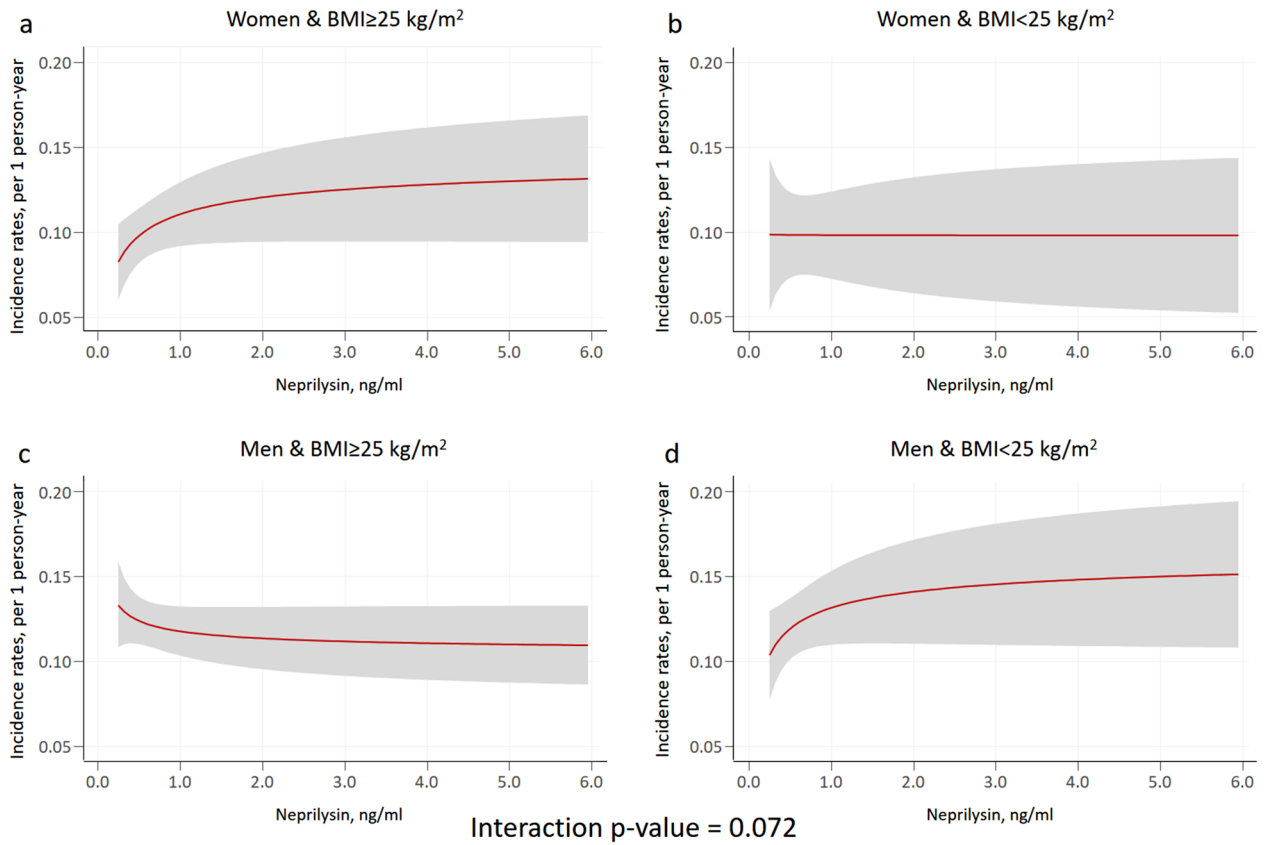 a
Women & BMI≥25 kg/m²
Incidence rates, per 1 person-year
0.20
0.15
0.10
0.05
0.0 1.0 2.0 3.0 4.0 5.0 6.0
Neprilysin, ng/ml
b
Women & BMI<25 kg/m²
Incidence rates, per 1 person-year
0.20
0.15
0.10
0.05
0.0 1.0 2.0 3.0 4.0 5.0 6.0
Neprilysin, ng/ml
c
Men & BMI≥25 kg/m²
Incidence rates, per 1 person-year
0.20
0.15
0.10
0.05
0.0 1.0 2.0 3.0 4.0 5.0 6.0
Neprilysin, ng/ml
d
Men & BMI<25 kg/m²
Incidence rates, per 1 person-year
0.20
0.15
0.10
0.05
0.0 1.0 2.0 3.0 4.0 5.0 6.0
Neprilysin, ng/ml
Interaction p-value = 0.072